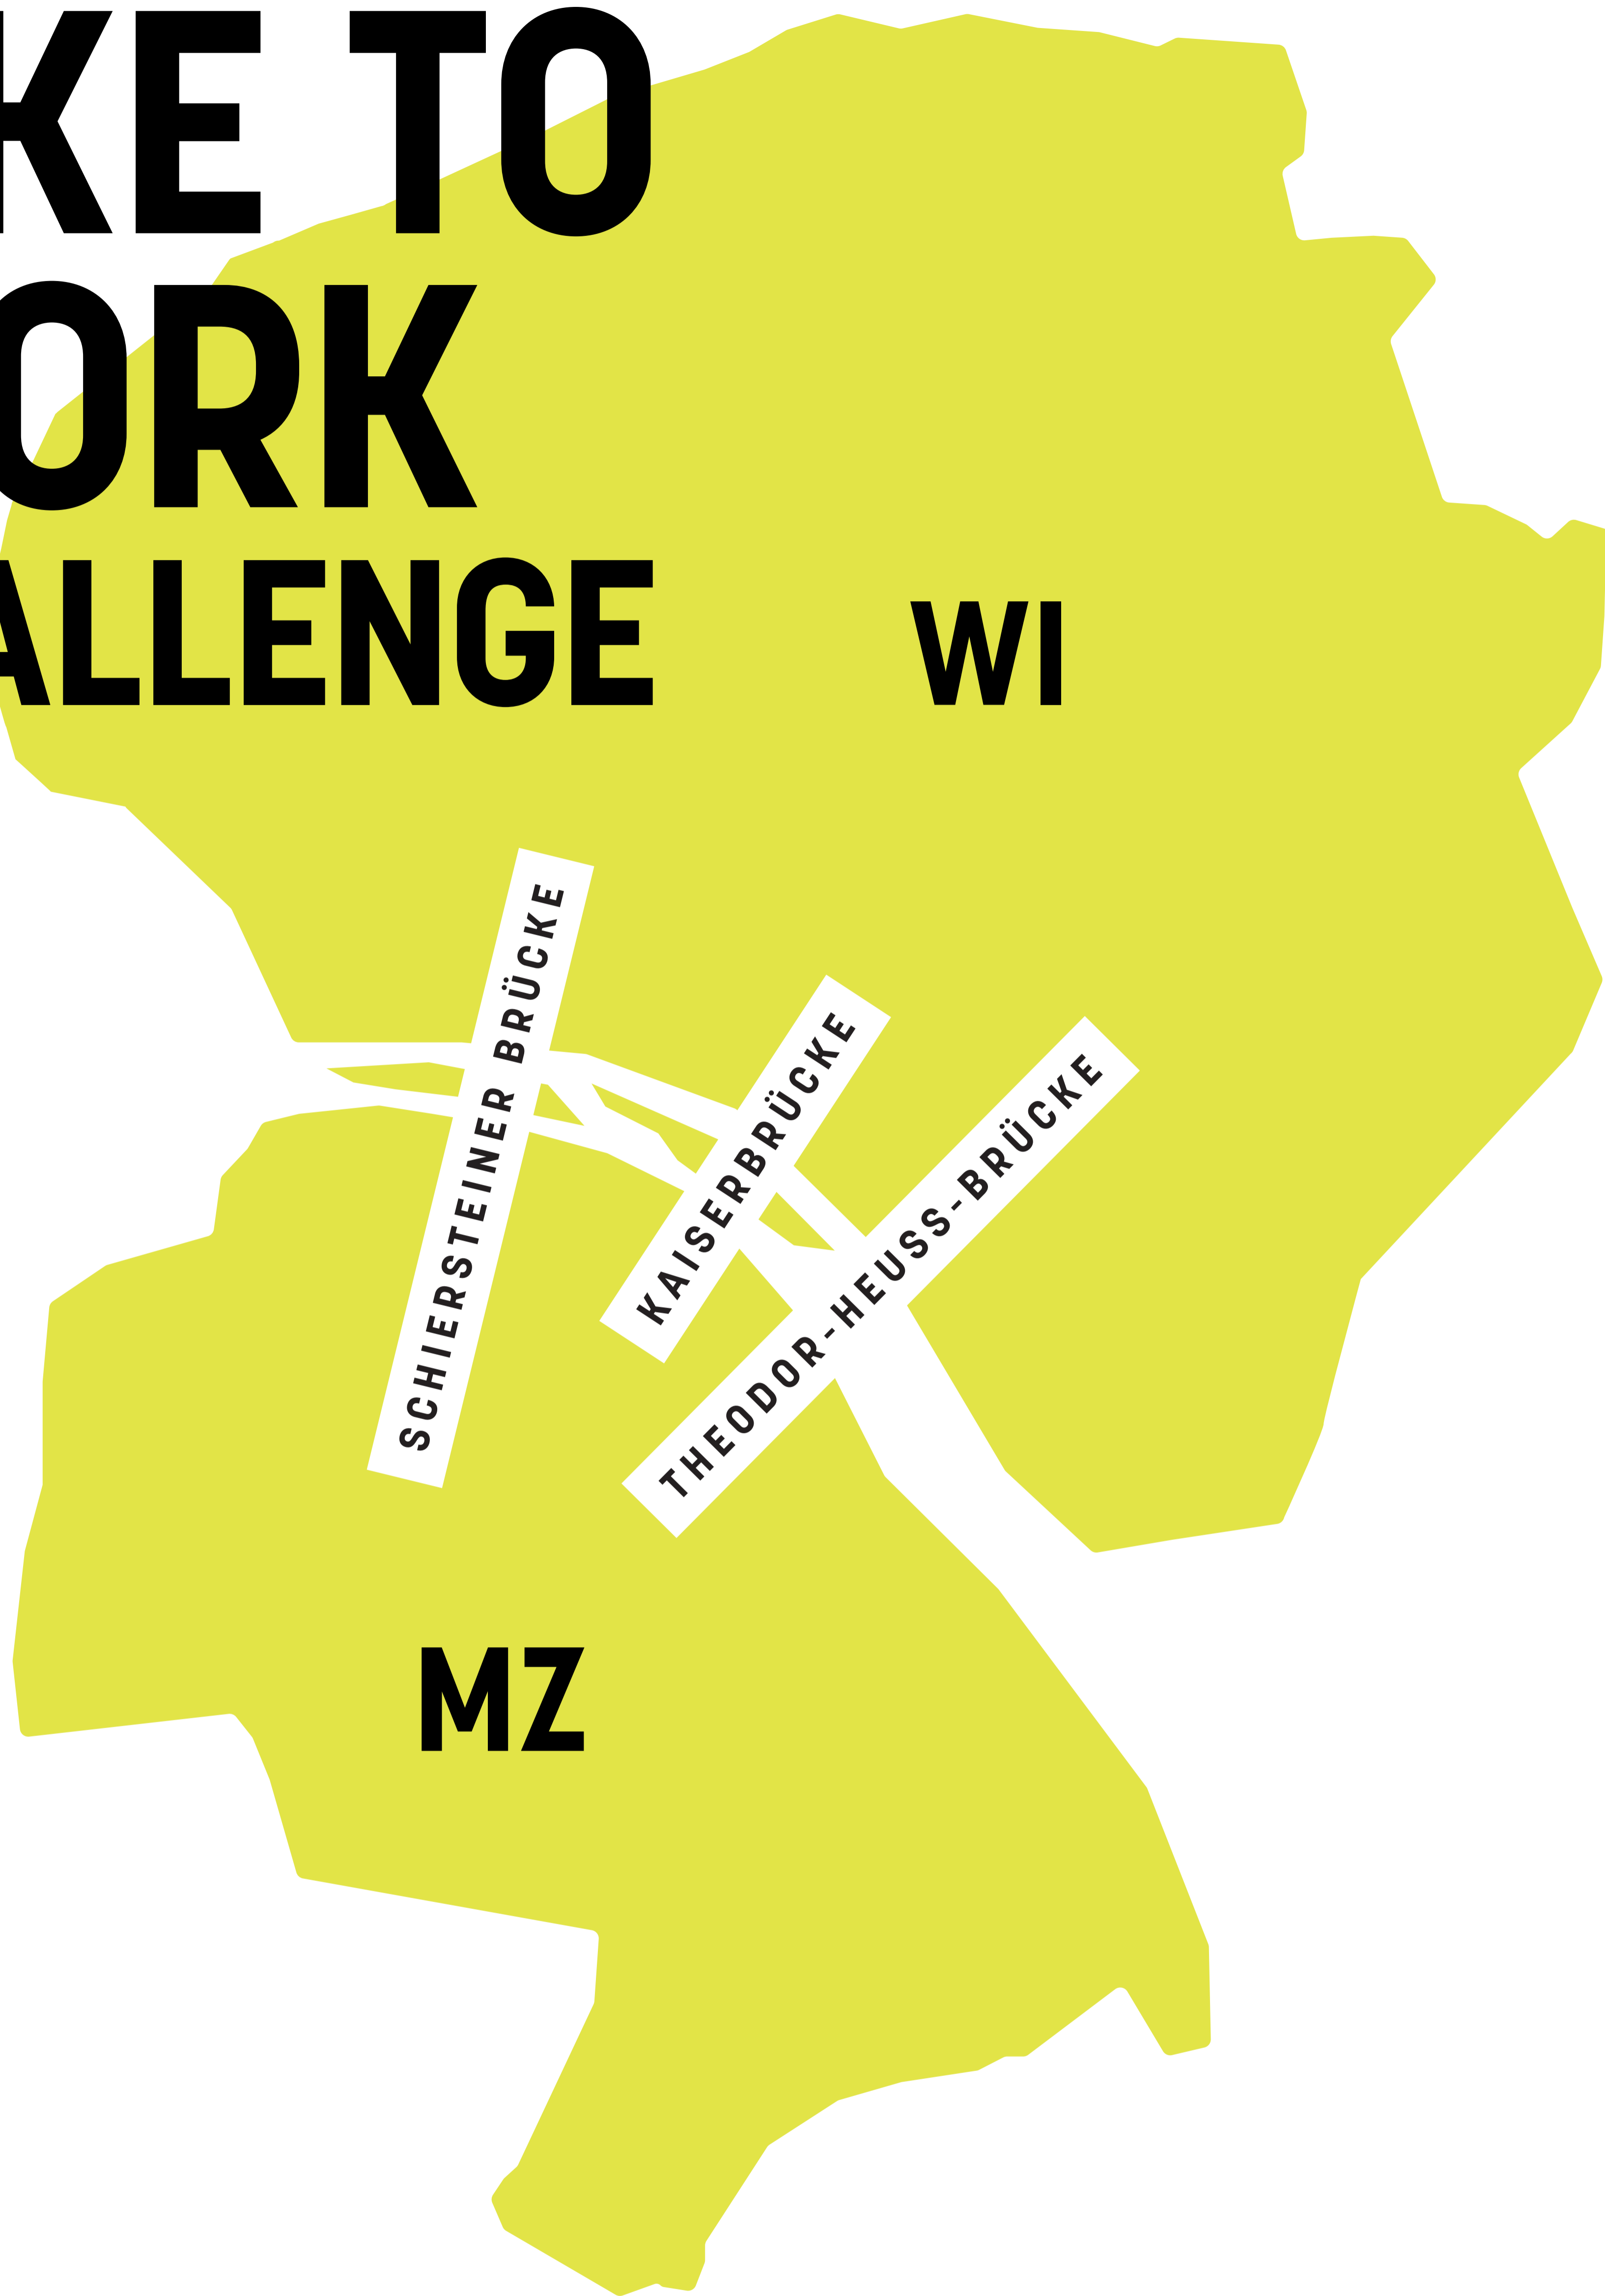 KE TO
ORK
ALLENGE
WI
SCHIERSTEINER BRÜCKE
KAISERBRÜCKE
THEODOR-HEUSS-BRÜCKE
MZ